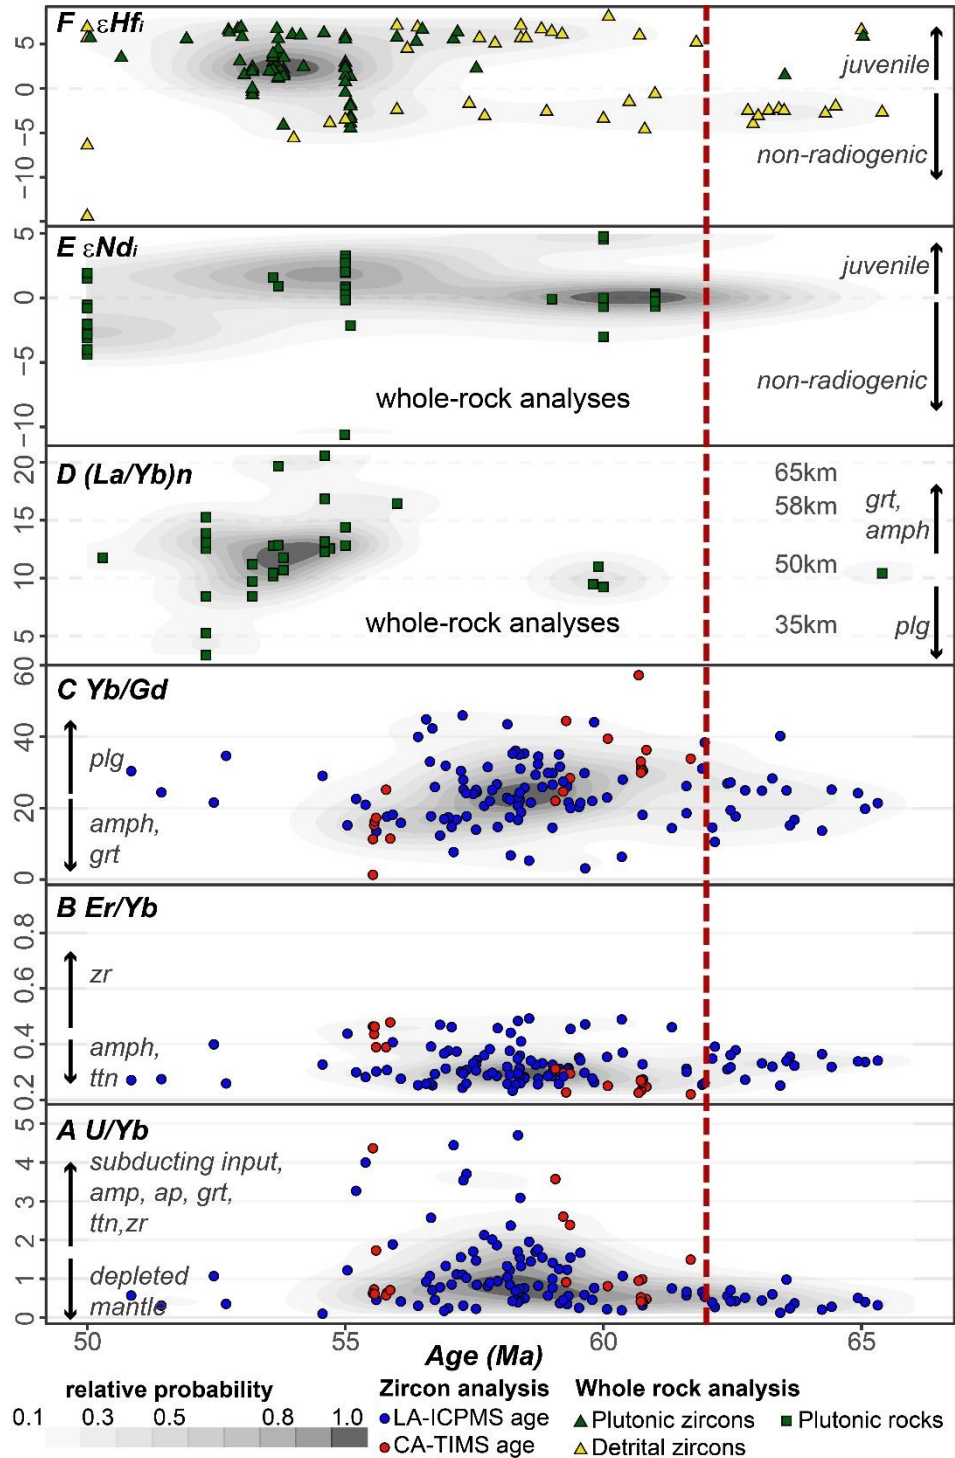 F εHfi
5
0
−5
−10
juvenile
non-radiogenic
E εNdi
5
0
−5
−10
juvenile
non-radiogenic
whole-rock analyses
D (La/Yb)n
20
15
10
5
65km
58km
50km
35km
grt,
amph
plg
whole-rock analyses
C Yb/Gd
60
40
20
0
plg
amph,
grt
B Er/Yb
0.8
0.6
0.4
0.2
zr
amph,
ttn
A U/Yb
5
4
3
2
1
0
subducting input,
amp, ap, grt,
ttn,zr
depleted
mantle
50 55 60 65
Age (Ma)
relative probability
0.1 0.3 0.5 0.8 1.0
Zircon analysis
LA-ICPMS age
CA-TIMS age
Whole rock analysis
Plutonic zircons Plutonic rocks
Detrital zircons